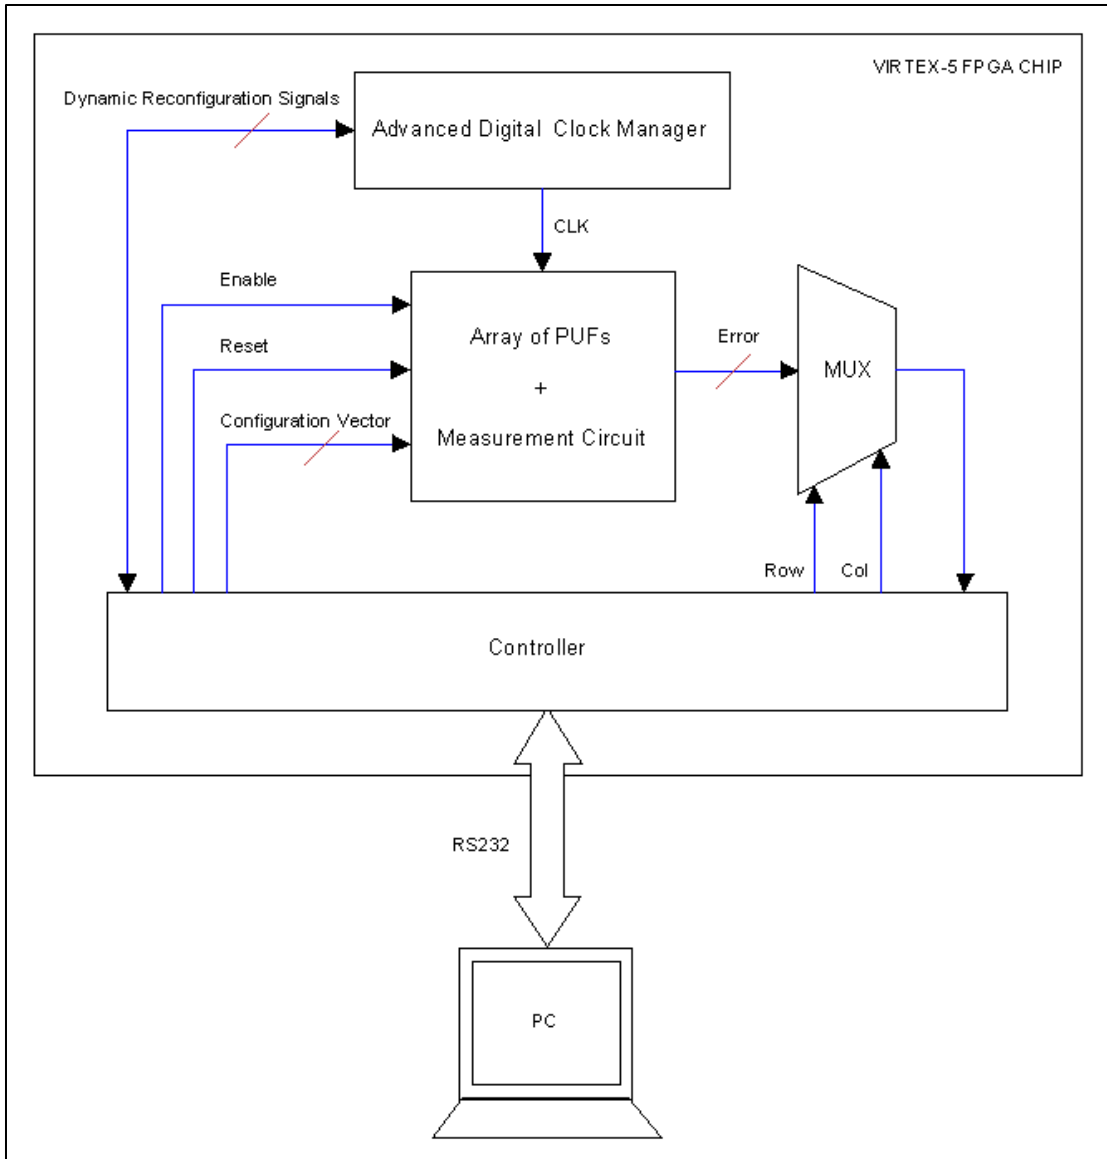 VIRTEX-5 FPGA CHIP
Dynamic Reconfiguration Signals
Advanced Digital Clock Manager
CLK
Enable
Reset
Configuration Vector
Array of PUFs
+
Measurement Circuit
Error
MUX
Row
Col
Controller
RS232
PC